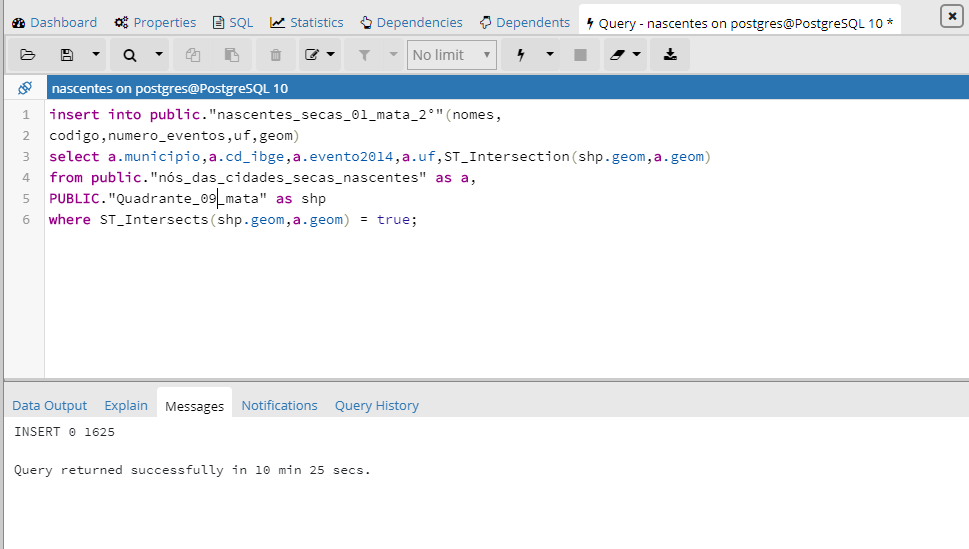 Dashboard Properties SQL Statistics Dependencies Dependents Query - nascentes on postgres@PostgreSQL 10 *
No limit
nascentes on postgres@PostgreSQL 10
1 insert into public."nascentes_secas_01_mata_2°"(nomes,
2 codigo,numero_eventos,uf,geom)
3 select a.municipio,a.cd_ibge,a.evento2014,a.uf,ST_Intersection(shp.geom,a.geom)
4 from public."nós_das_cidades_secas_nascentes" as a,
5 PUBLIC."Quadrante_09_mata" as shp
6 where ST_Intersects(shp.geom,a.geom) = true;
Data Output Explain Messages Notifications Query History
INSERT 0 1625
Query returned successfully in 10 min 25 secs.